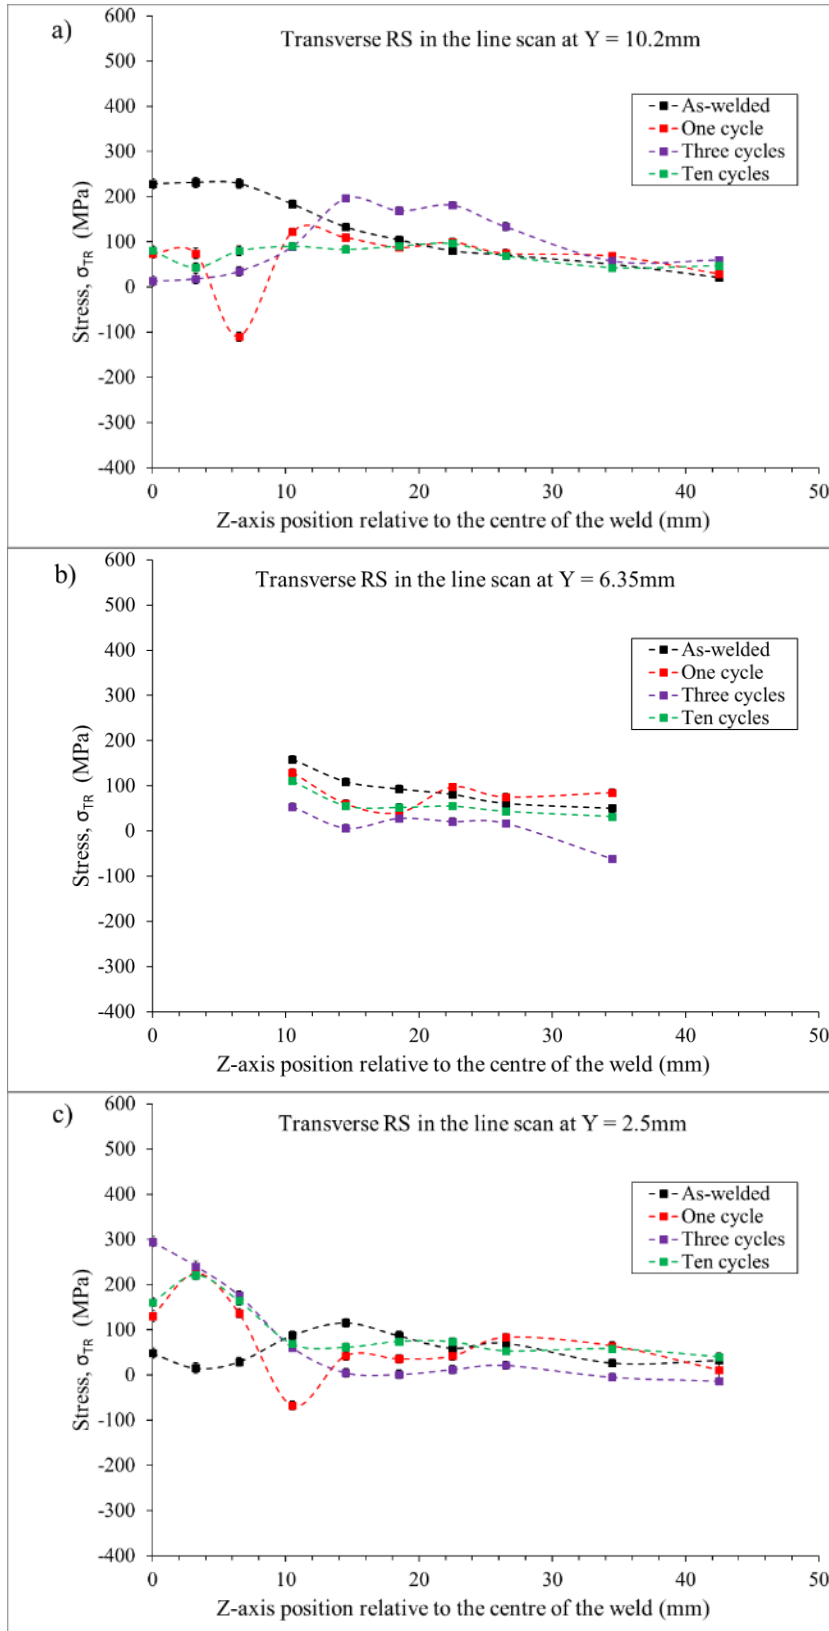 a)
Transverse RS in the line scan at Y = 10.2mm
600
500
400
300
200
100
0
-100
-200
-300
-400
Stress, σTR (MPa)
As-welded
One cycle
Three cycles
Ten cycles
0 10 20 30 40 50
Z-axis position relative to the centre of the weld (mm)
b)
Transverse RS in the line scan at Y = 6.35mm
600
500
400
300
200
100
0
-100
-200
-300
-400
Stress, σTR (MPa)
As-welded
One cycle
Three cycles
Ten cycles
0 10 20 30 40 50
Z-axis position relative to the centre of the weld (mm)
c)
Transverse RS in the line scan at Y = 2.5mm
600
500
400
300
200
100
0
-100
-200
-300
-400
Stress, σTR (MPa)
As-welded
One cycle
Three cycles
Ten cycles
0 10 20 30 40 50
Z-axis position relative to the centre of the weld (mm)